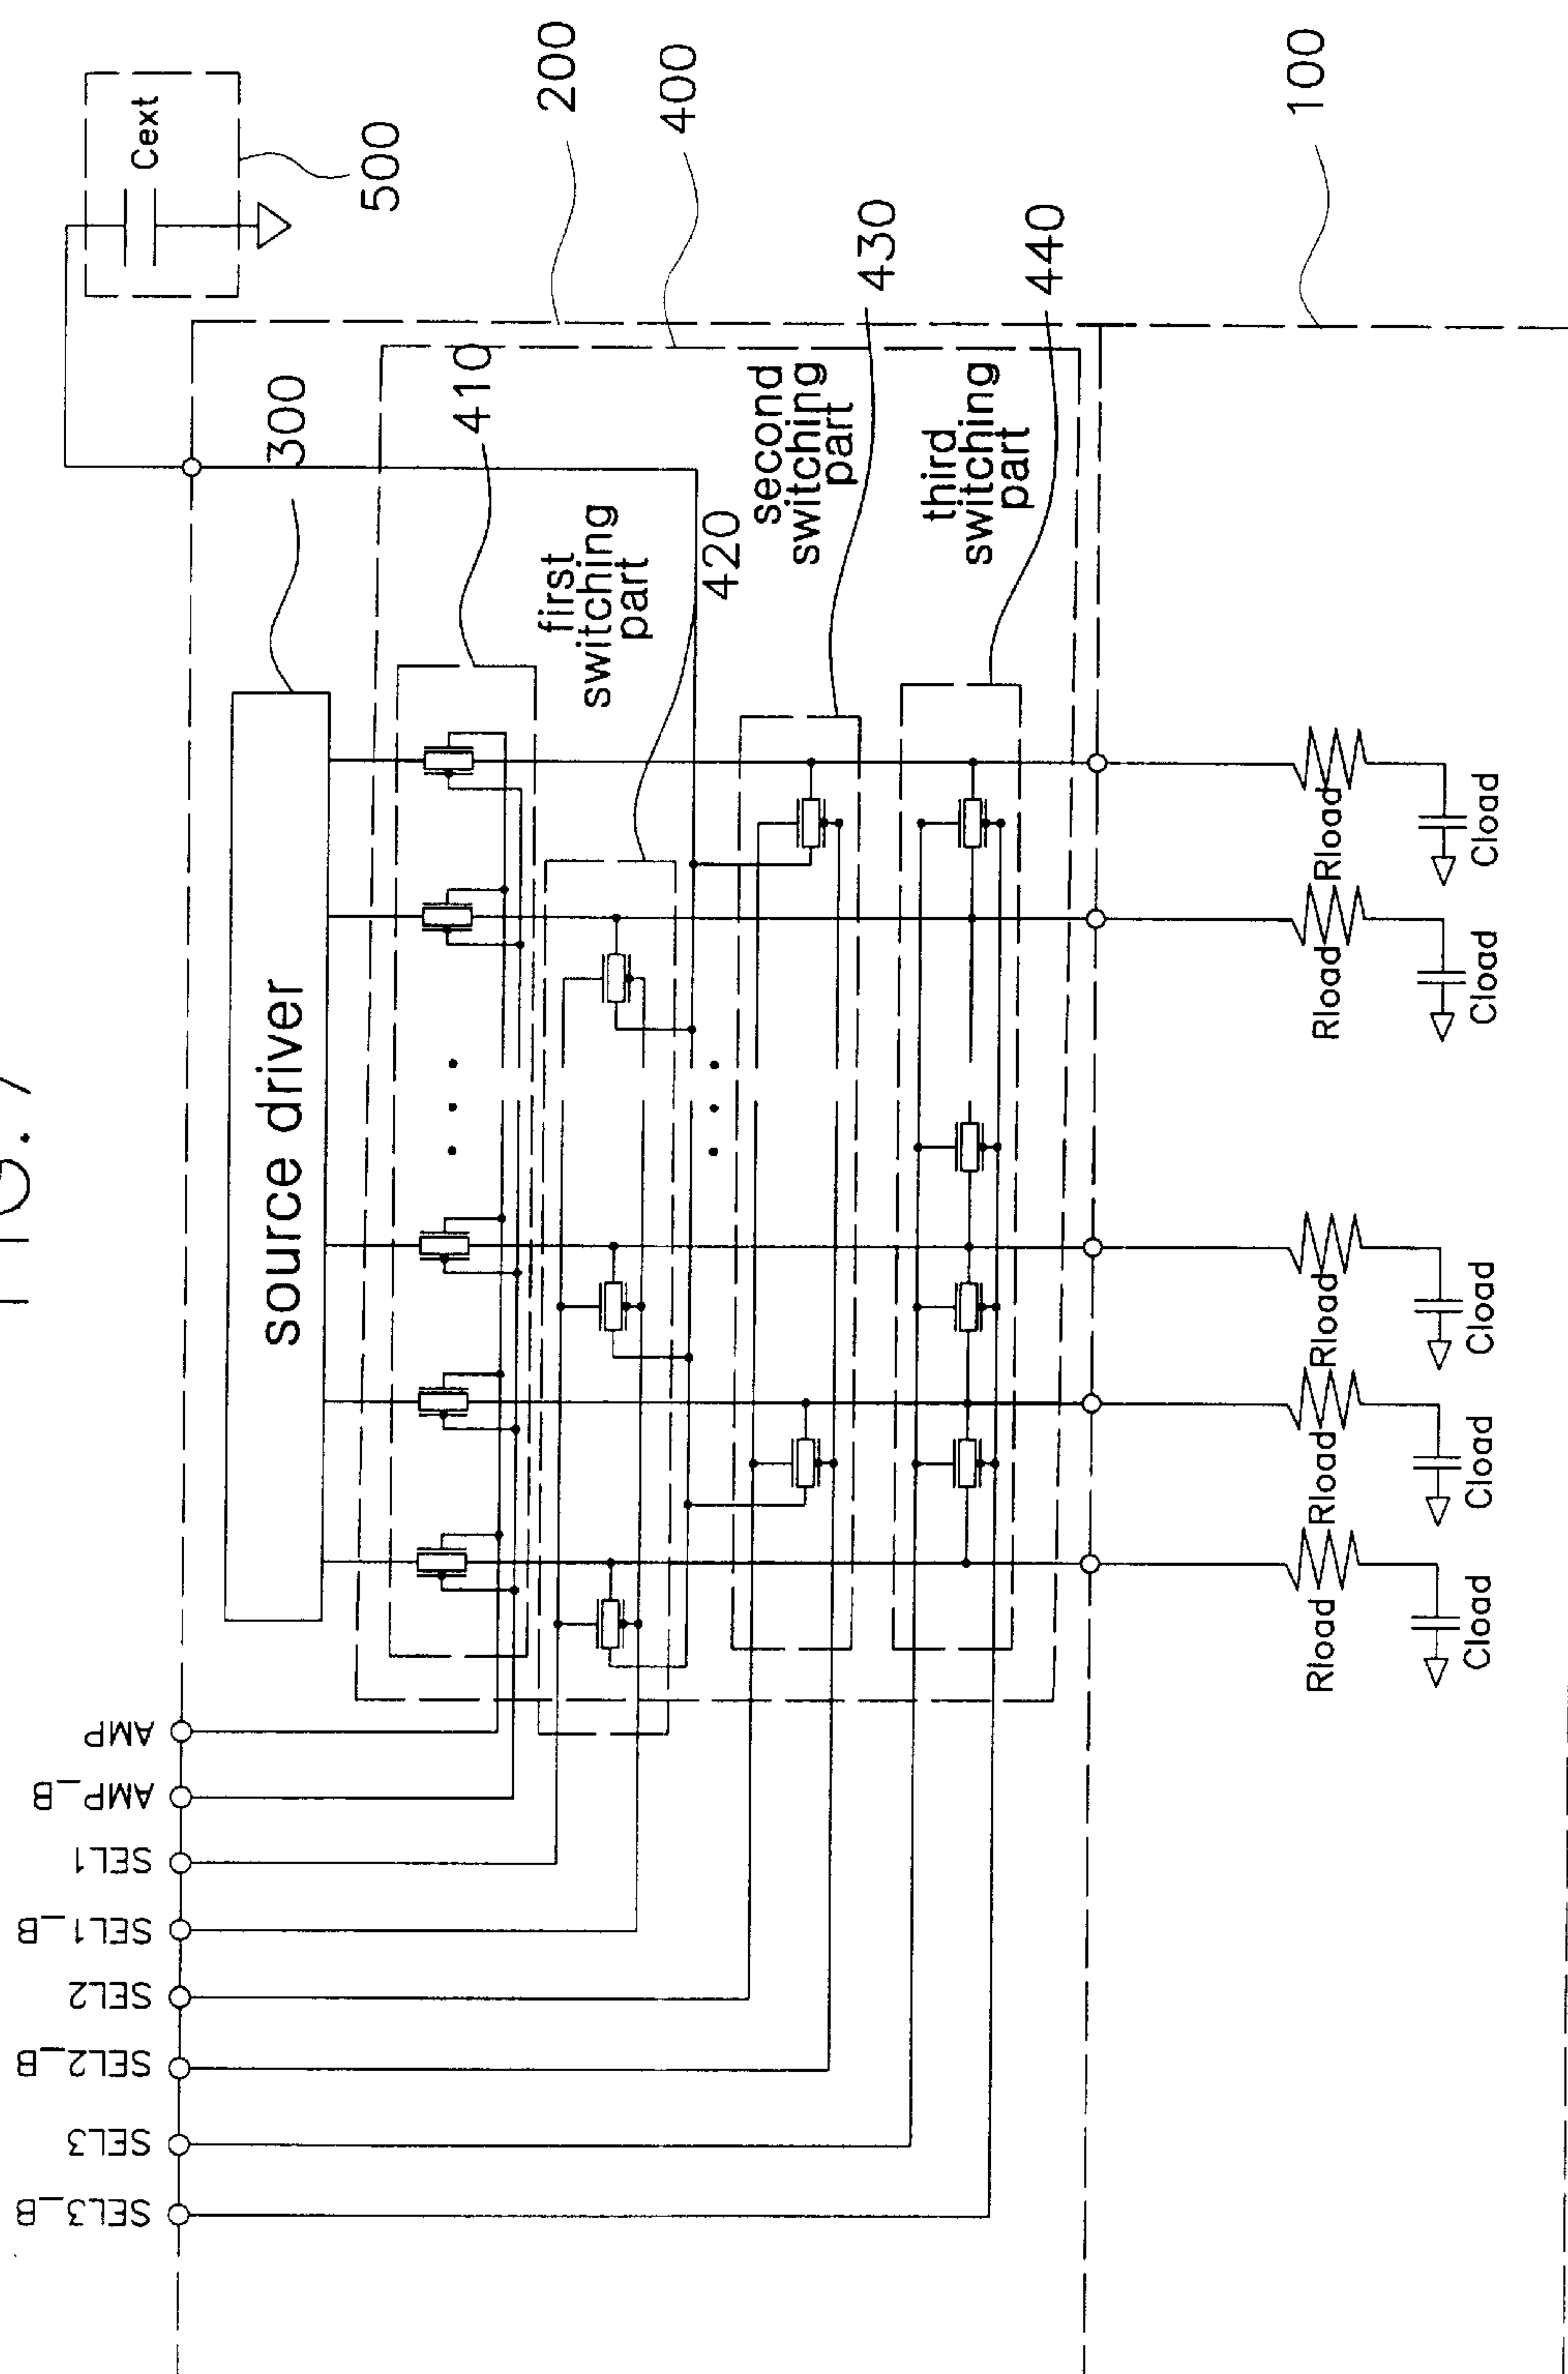 FIG. 7
Cext
500
200
400
100
300
410
first
switching
part
420
second
switching
part
430
third
switching
part
440
source driver
AMP
AMP_B
SEL1
SEL1_B
SEL2
SEL2_B
SEL3
SEL3_B
Rload
Cload
Rload
Cload
Rload
Cload
Rload
Cload
Rload
Cload